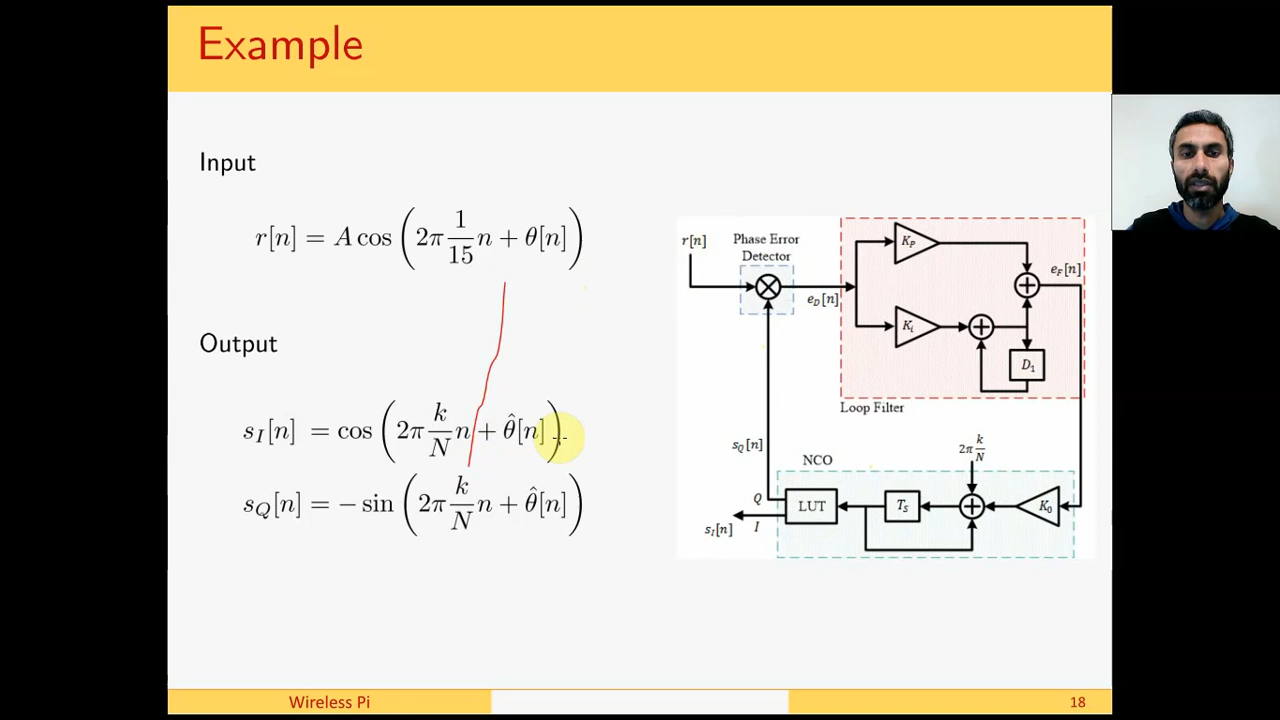 Example
Input
r[n] = A cos ( 2π 1/15 n + θ[n] )
Output
s_I[n] = cos ( 2π k/N n + θ̂[n] )
s_Q[n] = − sin ( 2π k/N n + θ̂[n] )
r[n]
Phase Error
Detector
e_D[n]
K_P
K_i
D_1
e_F[n]
Loop Filter
s_Q[n]
NCO
2π k/N
Q
I
LUT
T_S
K_0
s_I[n]
Wireless Pi
18